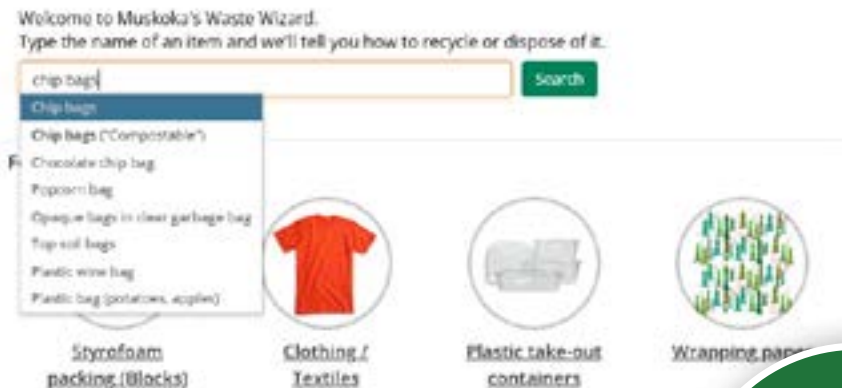 Welcome to Muskoka's Waste Wizard.
Type the name of an item and we'll tell you how to recycle or dispose of it.
chip bags
Search
Chip bags
Chip bags ("Compostable")
Chocolate chip bag
Popcorn bag
Opaque bags in clear garbage bag
Top soil bags
Plastic wine bag
Plastic bag (potatoes, apples)
Styrofoam packing (Blocks)
Clothing / Textiles
Plastic take-out containers
Wrapping paper